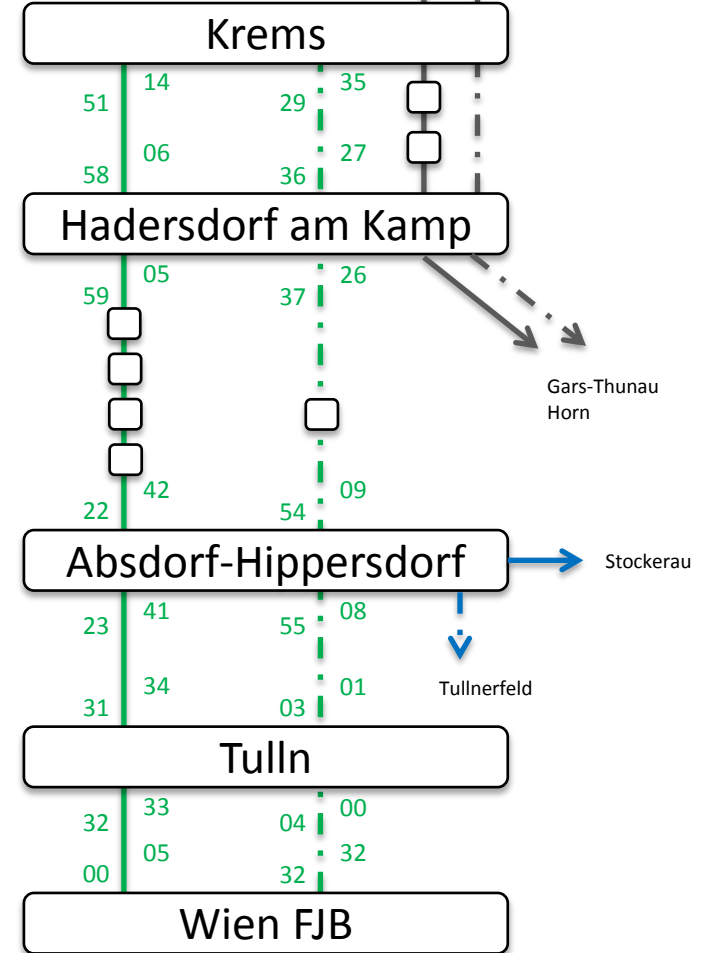 Krems
14 35
51 29
06 27
58 36
Hadersdorf am Kamp
05 26
59 37
Gars-Thunau
Horn
42 09
22 54
Absdorf-Hippersdorf
Stockerau
41 08
23 55
34 01
Tullnerfeld
31 03
Tulln
33 00
32 04
05 32
00 32
Wien FJB